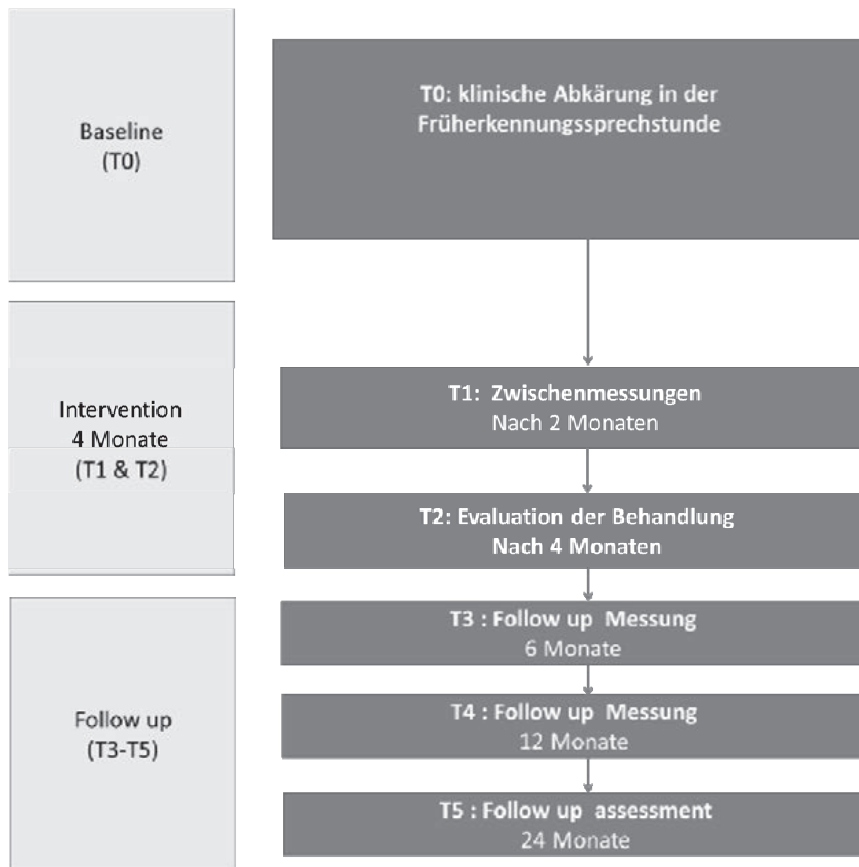 Baseline
(T0)
T0: klinische Abkärung in der
Früherkennungssprechstunde
Intervention
4 Monate
(T1 & T2)
T1: Zwischenmessungen
Nach 2 Monaten
T2: Evaluation der Behandlung
Nach 4 Monaten
Follow up
(T3-T5)
T3 : Follow up Messung
6 Monate
T4 : Follow up Messung
12 Monate
T5 : Follow up assessment
24 Monate